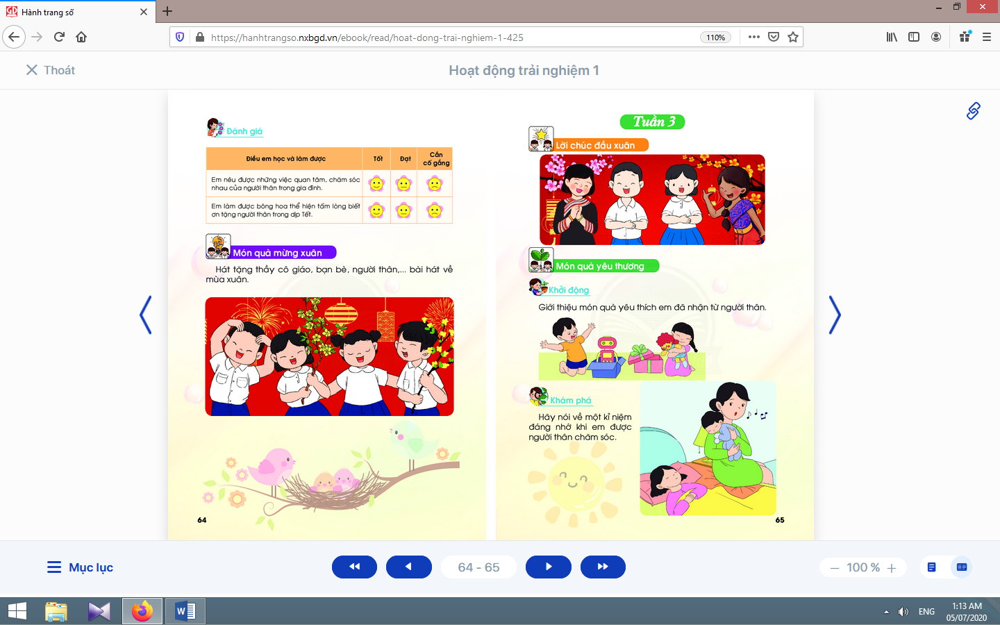 Hành trang số
https://hanhtrangso.nxbgd.vn/ebook/read/hoat-dong-trai-nghiem-1-425
110%
Thoát
Hoạt động trải nghiệm 1
Đánh giá
Điều em học và làm được
Tốt
Đạt
Cần
cố gắng
Em nêu được những việc quan tâm, chăm sóc
nhau của người thân trong gia đình.
Em làm được bông hoa thể hiện tấm lòng biết
ơn tặng người thân trong dịp Tết.
Món quà mừng xuân
Hát tặng thầy cô giáo, bạn bè, người thân,... bài hát về
mùa xuân.
64
Tuần 3
Lời chúc đầu xuân
Món quà yêu thương
Khởi động
Giới thiệu món quà yêu thích em đã nhận từ người thân.
Khám phá
Hãy nói về một kỉ niệm
đáng nhớ khi em được
người thân chăm sóc.
65
Mục lục
64 - 65
100 %
ENG
1:13 AM
05/07/2020